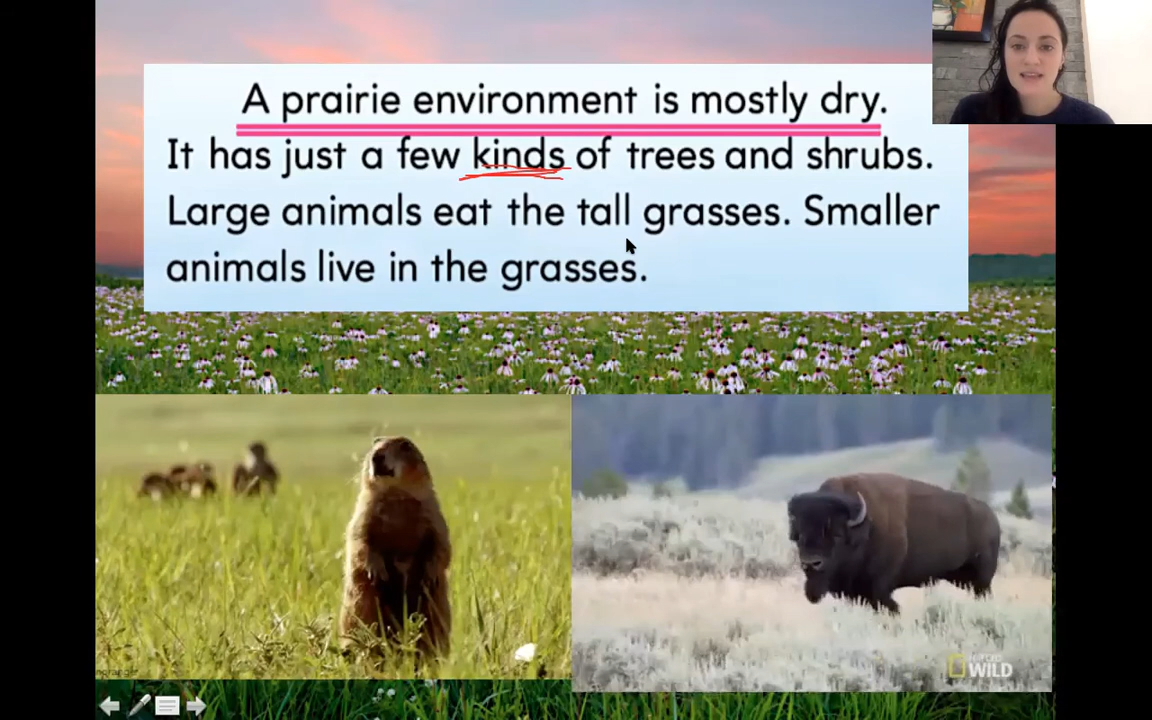 A prairie environment is mostly dry.
It has just a few kinds of trees and shrubs.
Large animals eat the tall grasses. Smaller
animals live in the grasses.
WILD